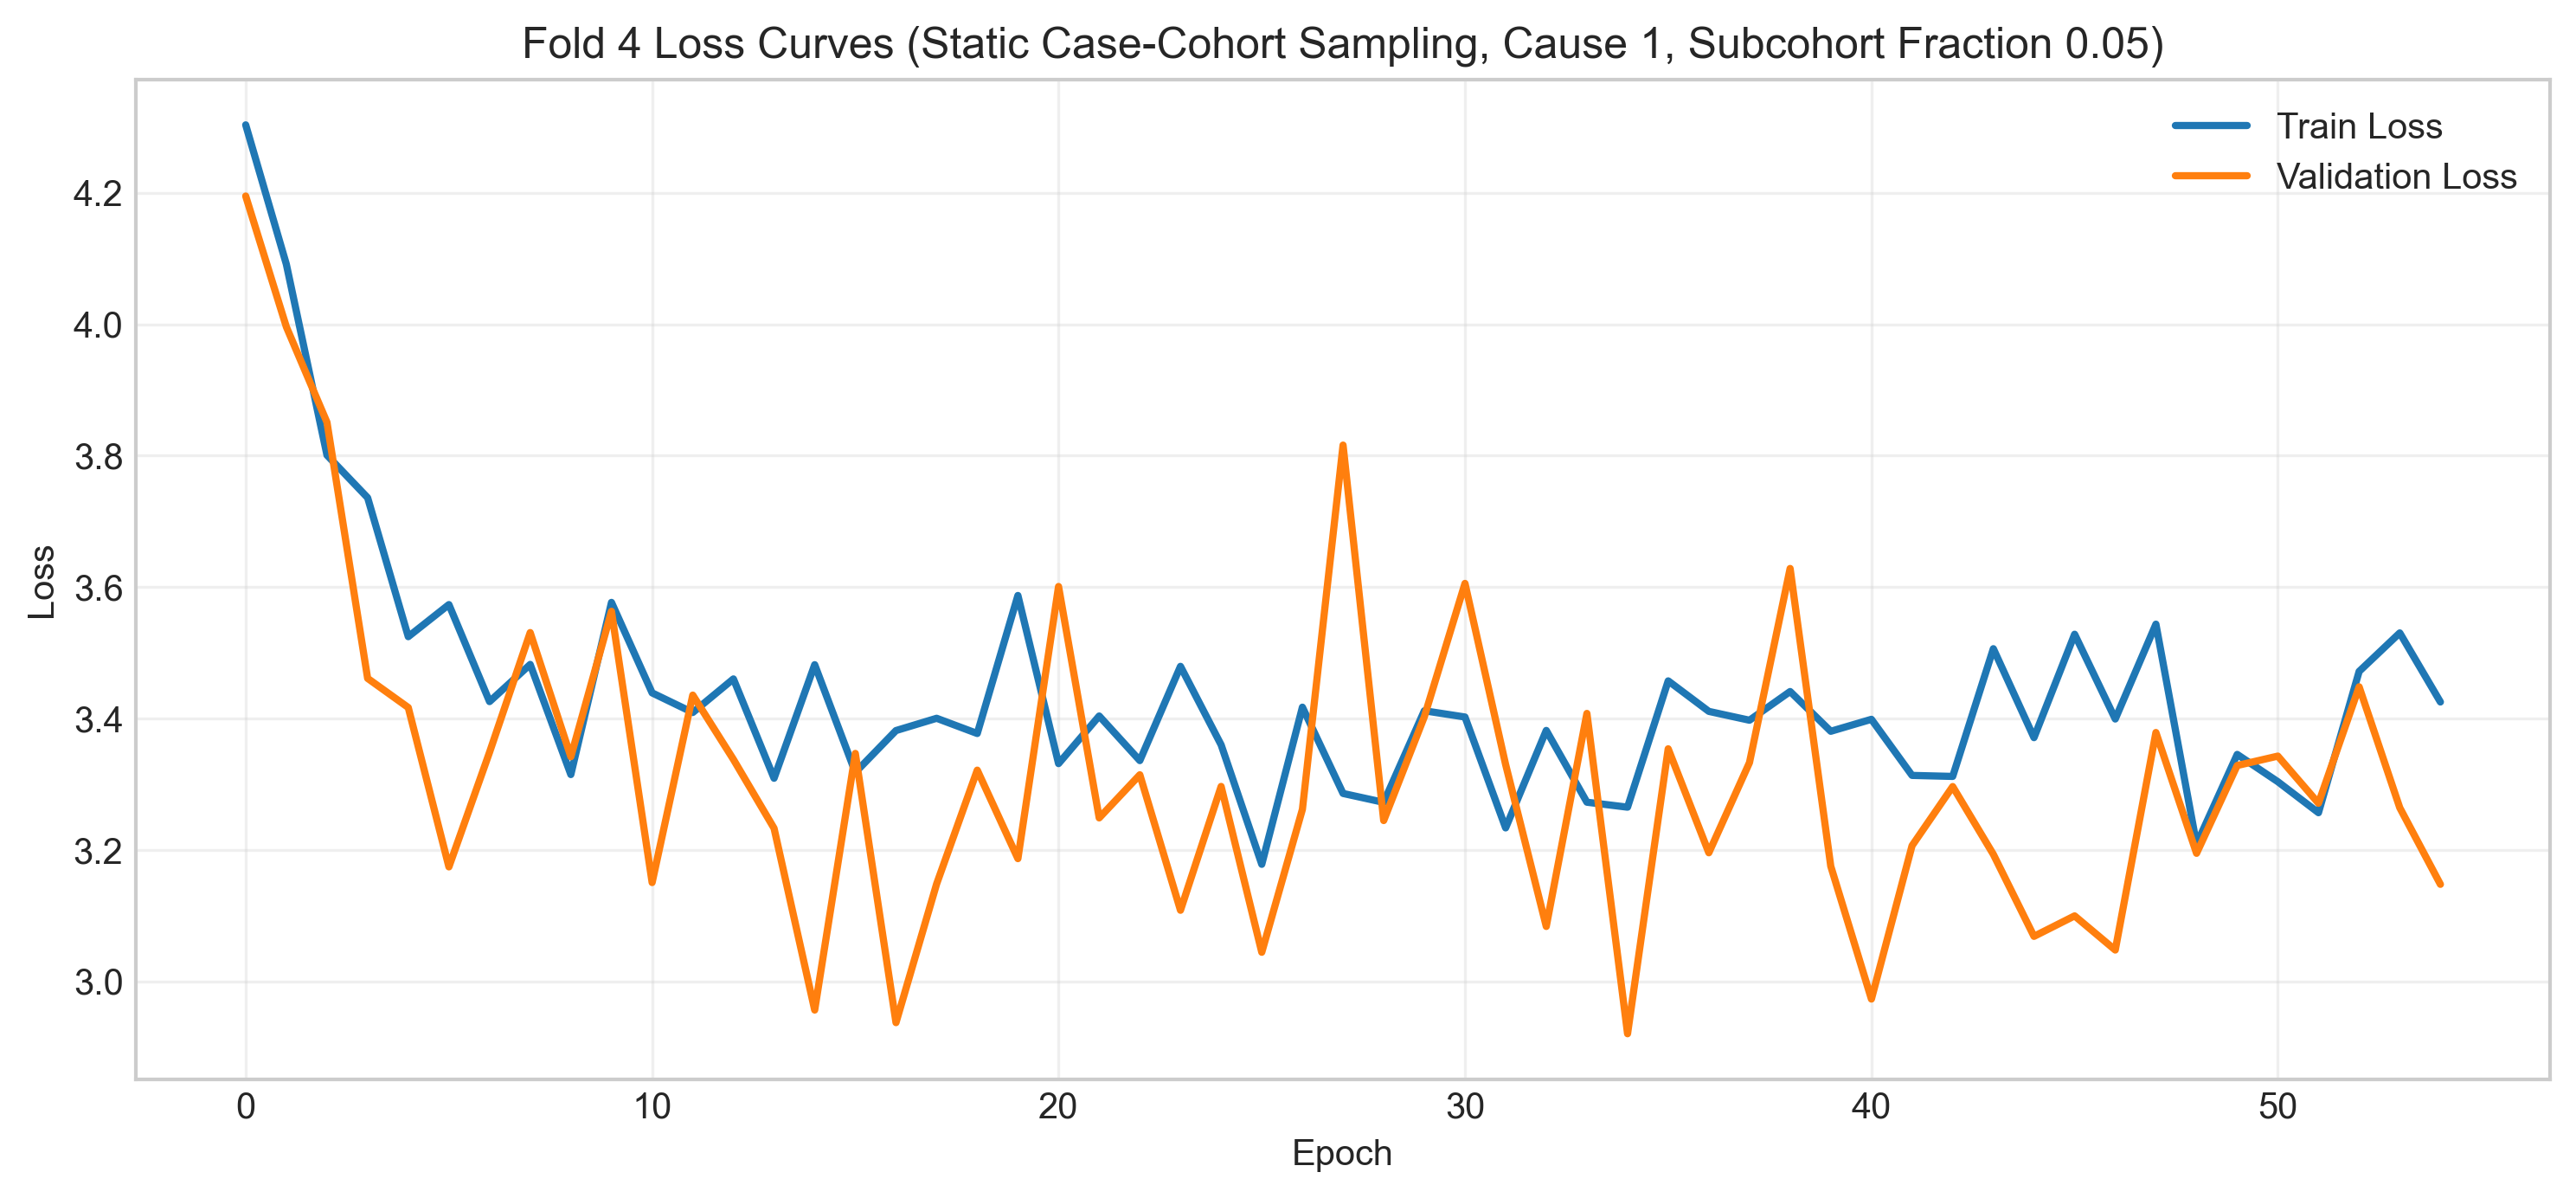 Fold 4 Loss Curves (Static Case-Cohort Sampling, Cause 1, Subcohort Fraction 0.05)
Train Loss
Validation Loss
Loss
4.2
4.0
3.8
3.6
3.4
3.2
3.0
0 10 20 30 40 50
Epoch